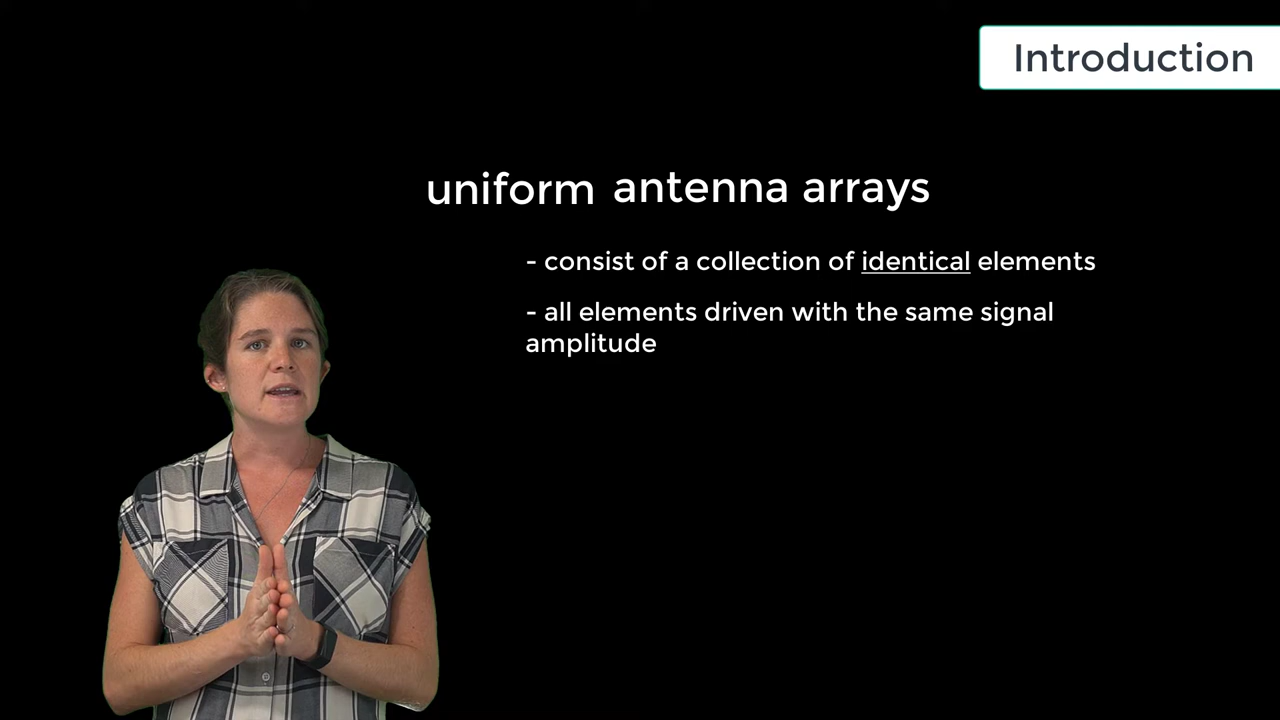 Introduction
uniform antenna arrays
- consist of a collection of identical elements
- all elements driven with the same signal
amplitude